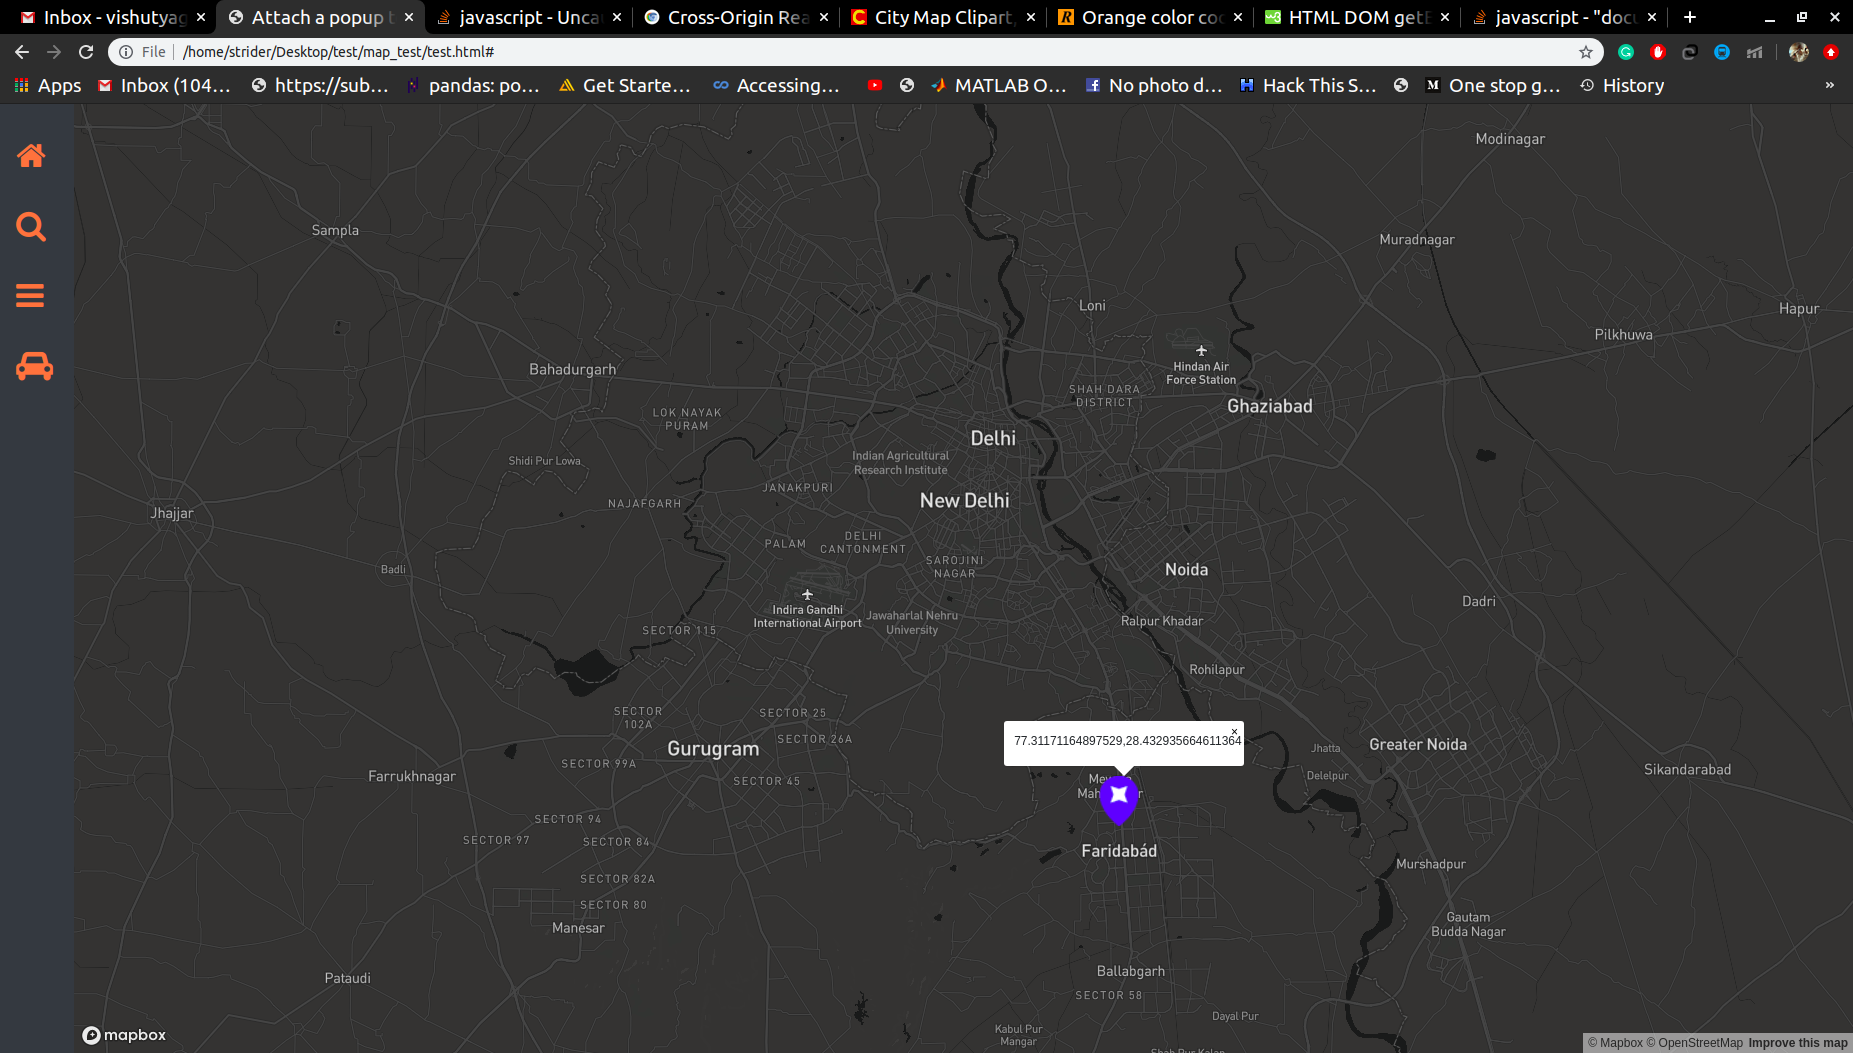 Inbox - vishutyag
Attach a popup t
javascript - Unca
Cross-Origin Rea
City Map Clipart,
Orange color cod
HTML DOM getE
javascript - "docu
File
/home/strider/Desktop/test/map_test/test.html#
Apps
Inbox (104...
https://sub...
pandas: po...
Get Starte...
Accessing...
MATLAB O...
No photo d...
Hack This S...
One stop g...
History
»
Modinagar
Sampla
Muradnagar
Loni
Hapur
Pilkhuwa
Hindan Air
Force Station
Bahadurgarh
SHAH DARA
DISTRICT
Ghaziabad
LOK NAYAK
PURAM
Delhi
Indian Agricultural
Research Institute
Shidi Pur Lowa
JANAKPURI
New Delhi
NAJAFGARH
Jhajjar
DELHI
CANTONMENT
PALAM
SAROJINI
NAGAR
Noida
Badli
Indira Gandhi
International Airport
Jawaharlal Nehru
University
Dadri
Ralpur Khadar
SECTOR 115
Rohilapur
SECTOR
102A
SECTOR 25
SECTOR 26A
77.31171164897529,28.432935664611364
Gurugram
Jhatta
Greater Noida
SECTOR 99A
Farrukhnagar
SECTOR 45
Delelpur
Sikandarabad
SECTOR 94
SECTOR 97
SECTOR 84
Faridabád
Murshadpur
SECTOR 82A
SECTOR 80
Manesar
Gautam
Budda Nagar
Pataudi
Ballabgarh
SECTOR 58
Dayal Pur
Kabul Pur
Mangar
mapbox
© Mapbox © OpenStreetMap Improve this map